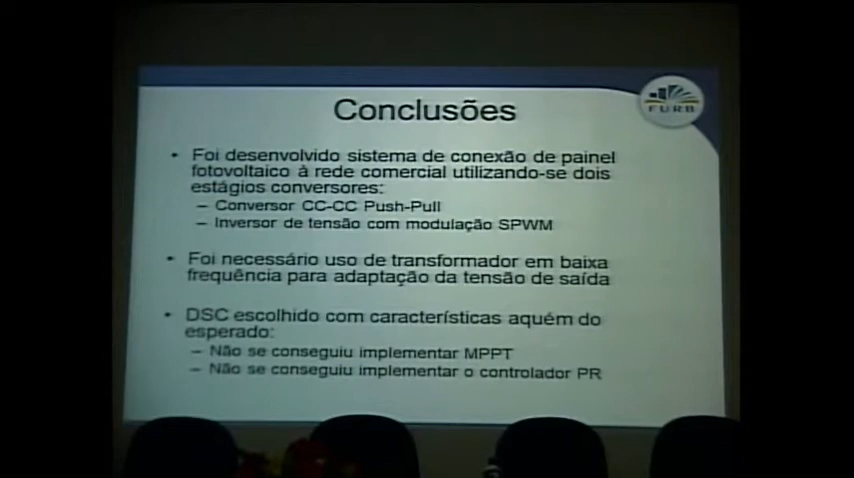 FURB
Conclusões
• Foi desenvolvido sistema de conexão de painel
fotovoltaico à rede comercial utilizando-se dois
estágios conversores:
– Conversor CC-CC Push-Pull
– Inversor de tensão com modulação SPWM
• Foi necessário uso de transformador em baixa
frequência para adaptação da tensão de saída
• DSC escolhido com características aquém do
esperado:
– Não se conseguiu implementar MPPT
– Não se conseguiu implementar o controlador PR